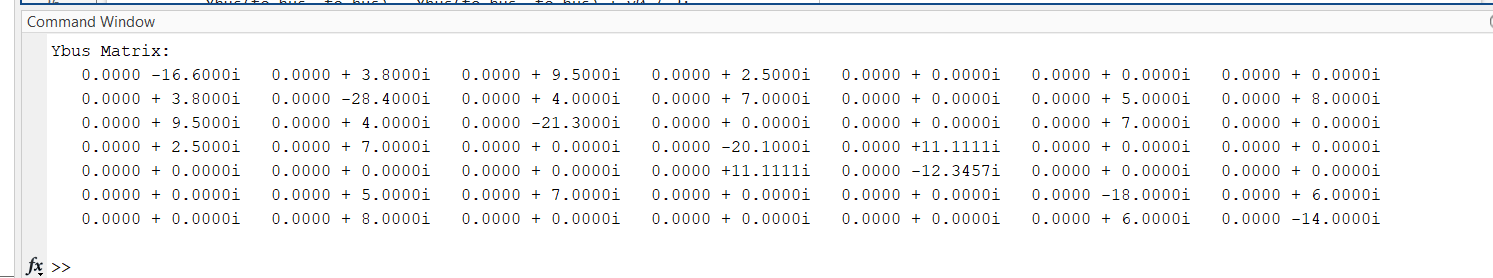 Command Window
Ybus Matrix:
0.0000 -16.6000i 0.0000 + 3.8000i 0.0000 + 9.5000i 0.0000 + 2.5000i 0.0000 + 0.0000i 0.0000 + 0.0000i 0.0000 + 0.0000i
0.0000 + 3.8000i 0.0000 -28.4000i 0.0000 + 4.0000i 0.0000 + 7.0000i 0.0000 + 0.0000i 0.0000 + 5.0000i 0.0000 + 8.0000i
0.0000 + 9.5000i 0.0000 + 4.0000i 0.0000 -21.3000i 0.0000 + 0.0000i 0.0000 + 0.0000i 0.0000 + 7.0000i 0.0000 + 0.0000i
0.0000 + 2.5000i 0.0000 + 7.0000i 0.0000 + 0.0000i 0.0000 -20.1000i 0.0000 +11.1111i 0.0000 + 0.0000i 0.0000 + 0.0000i
0.0000 + 0.0000i 0.0000 + 0.0000i 0.0000 + 0.0000i 0.0000 +11.1111i 0.0000 -12.3457i 0.0000 + 0.0000i 0.0000 + 0.0000i
0.0000 + 0.0000i 0.0000 + 5.0000i 0.0000 + 7.0000i 0.0000 + 0.0000i 0.0000 + 0.0000i 0.0000 -18.0000i 0.0000 + 6.0000i
0.0000 + 0.0000i 0.0000 + 8.0000i 0.0000 + 0.0000i 0.0000 + 0.0000i 0.0000 + 0.0000i 0.0000 + 6.0000i 0.0000 -14.0000i
fx >>